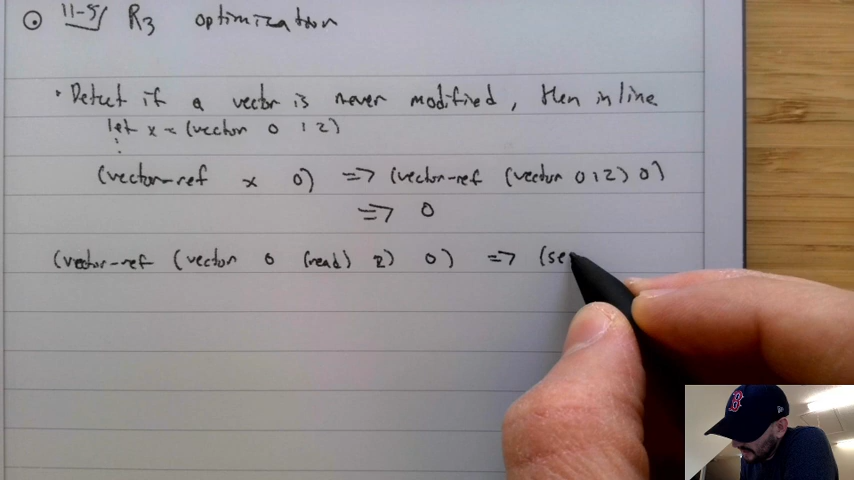 ⊙ 11-5/ R3 optimization
• Detect if a vector is never modified, then inline
let x = (vector 0 1 2)
⋮
(vector-ref x 0) => (vector-ref (vector 0 1 2) 0)
=> 0
(vector-ref (vector 0 (read) 2) 0) => (se
B